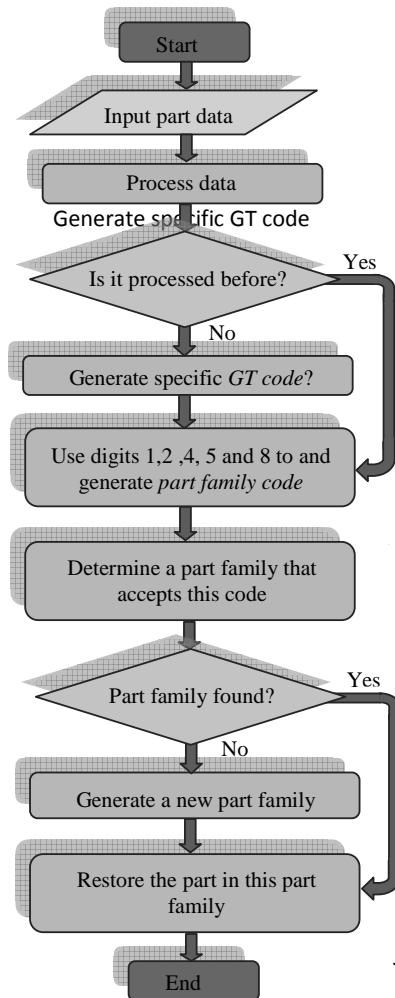 Start
Input part data
Process data
Generate specific GT code
Is it processed before?
Yes
No
Generate specific GT code?
Use digits 1,2 ,4, 5 and 8 to and
generate part family code
Determine a part family that
accepts this code
Part family found?
Yes
No
Generate a new part family
Restore the part in this part
family
End